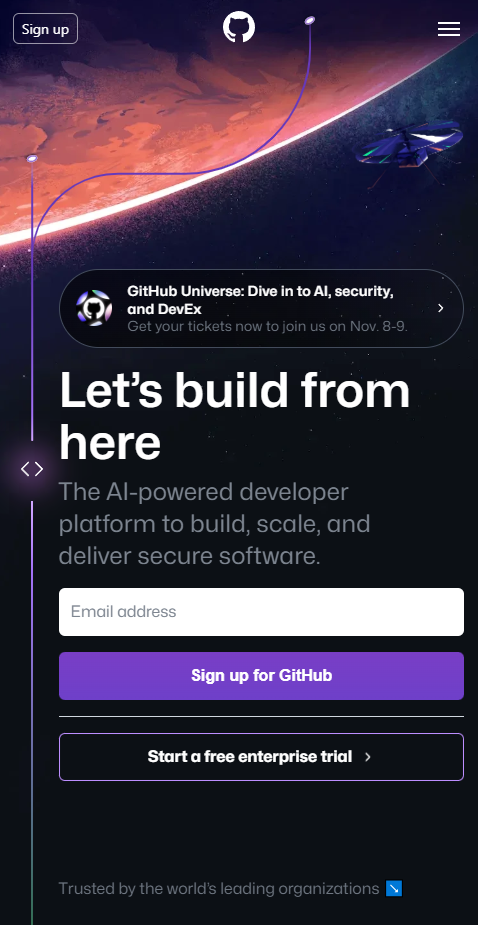 Sign up
GitHub Universe: Dive in to AI, security,
and DevEx
Get your tickets now to join us on Nov. 8-9.
Let’s build from
here
The AI-powered developer
platform to build, scale, and
deliver secure software.
Email address
Sign up for GitHub
Start a free enterprise trial
Trusted by the world’s leading organizations ↘